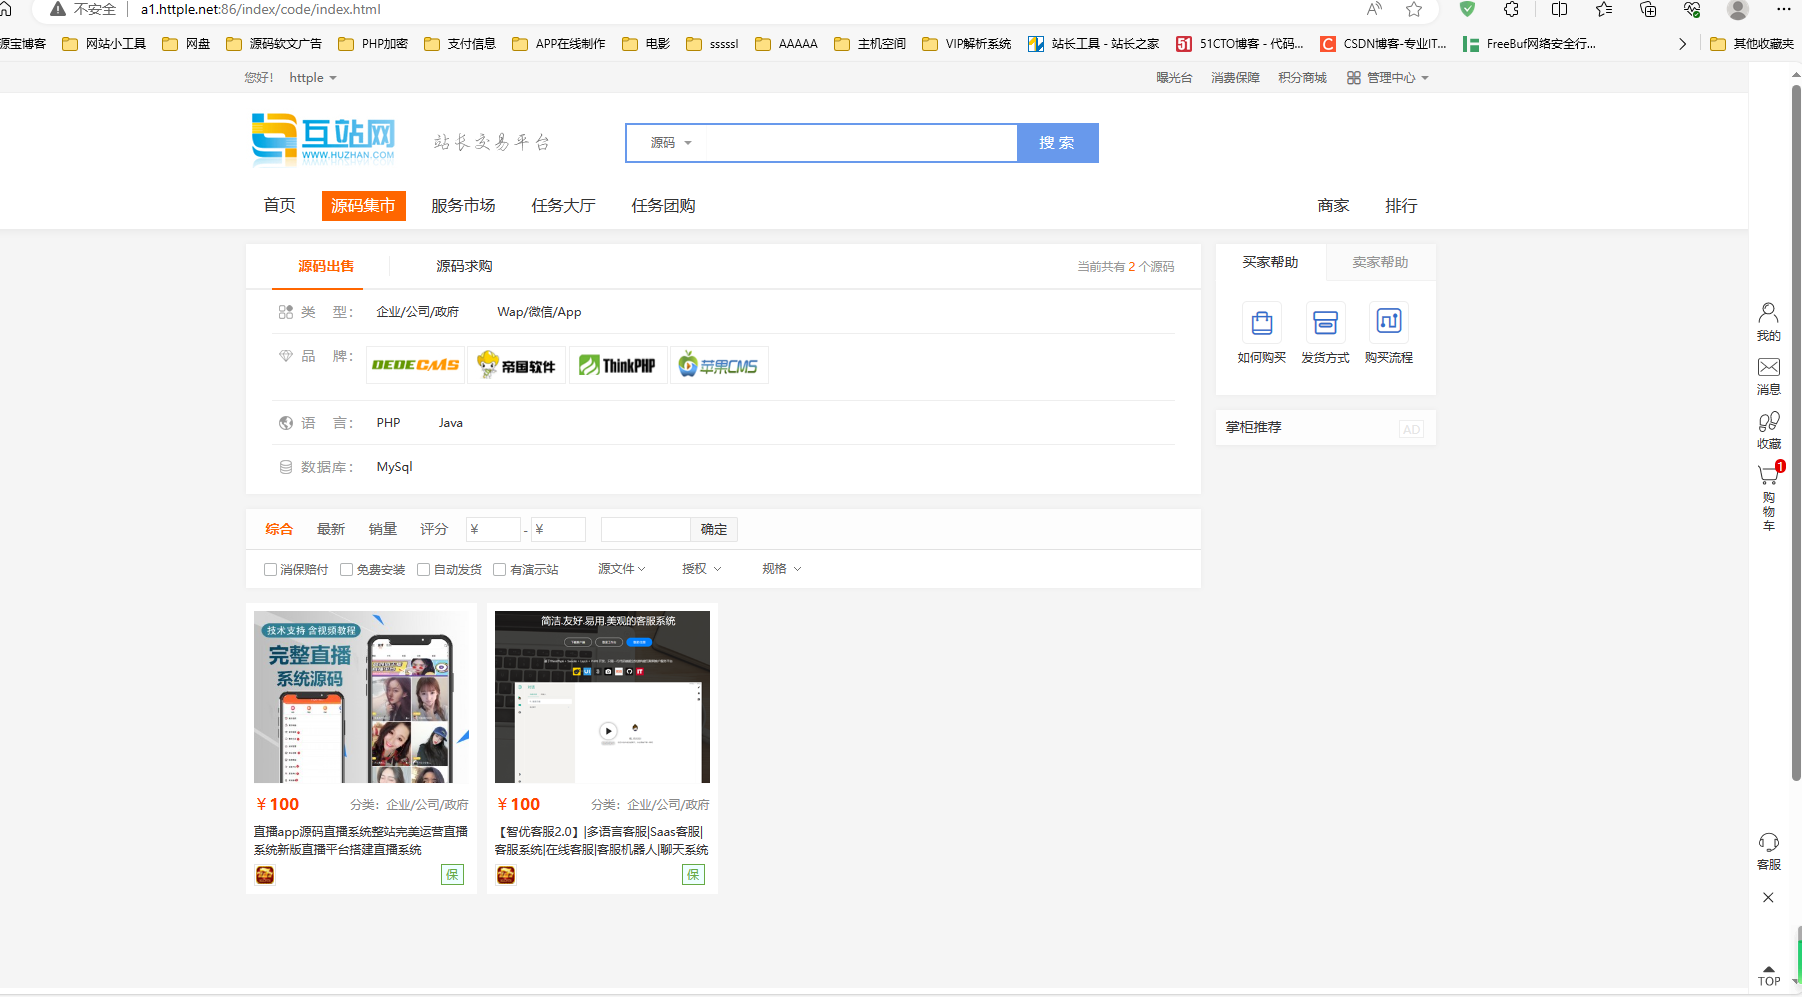 不安全 a1.httple.net:86/index/code/index.html
源宝博客 网站小工具 网盘 源码软文广告 PHP加密 支付信息 APP在线制作 电影 sssssl AAAAA 主机空间 VIP解析系统 站长工具 - 站长之家 51CTO博客 - 代码... CSDN博客-专业IT... FreeBuf网络安全行... 其他收藏夹
您好! httple 曝光台 消费保障 积分商城 管理中心
互站网 WWW.HUZHAN.COM
站长交易平台
源码 搜 索
首页 源码集市 服务市场 任务大厅 任务团购 商家 排行
源码出售 源码求购 当前共有 2 个源码
类 型: 企业/公司/政府 Wap/微信/App
品 牌: DEDECMS 帝国软件 ThinkPHP 苹果CMS
语 言: PHP Java
数据库: MySql
买家帮助 卖家帮助
如何购买 发货方式 购买流程
掌柜推荐 AD
综合 最新 销量 评分 ¥ - ¥ 确定
消保赔付 免费安装 自动发货 有演示站 源文件 授权 规格
技术支持 含视频教程
完整直播
系统源码
¥100 分类: 企业/公司/政府
直播app源码直播系统整站完美运营直播
系统新版直播平台搭建直播系统
保
简洁.友好.易用.美观的客服系统
¥100 分类: 企业/公司/政府
【智优客服2.0】|多语言客服|Saas客服|
客服系统|在线客服|客服机器人|聊天系统
保
我的
消息
收藏
1
购
物
车
客服
TOP